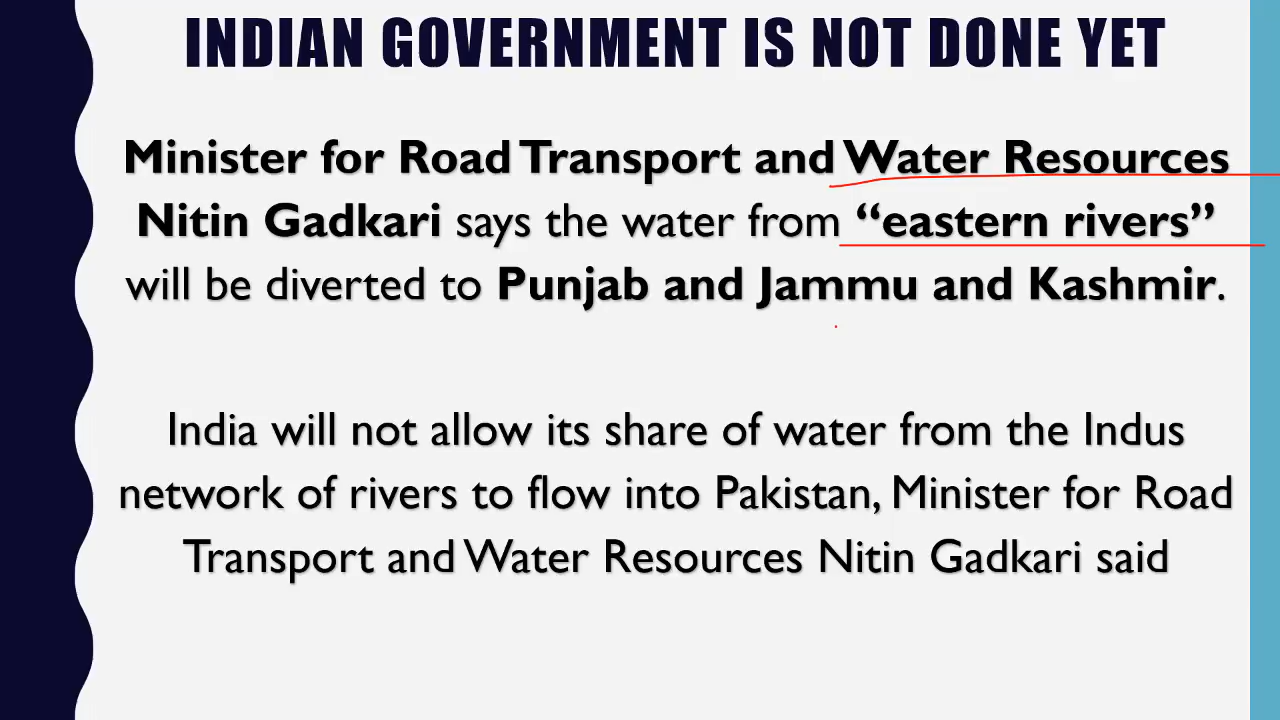 INDIAN GOVERNMENT IS NOT DONE YET
Minister for Road Transport and Water Resources
Nitin Gadkari says the water from “eastern rivers”
will be diverted to Punjab and Jammu and Kashmir.
India will not allow its share of water from the Indus
network of rivers to flow into Pakistan, Minister for Road
Transport and Water Resources Nitin Gadkari said